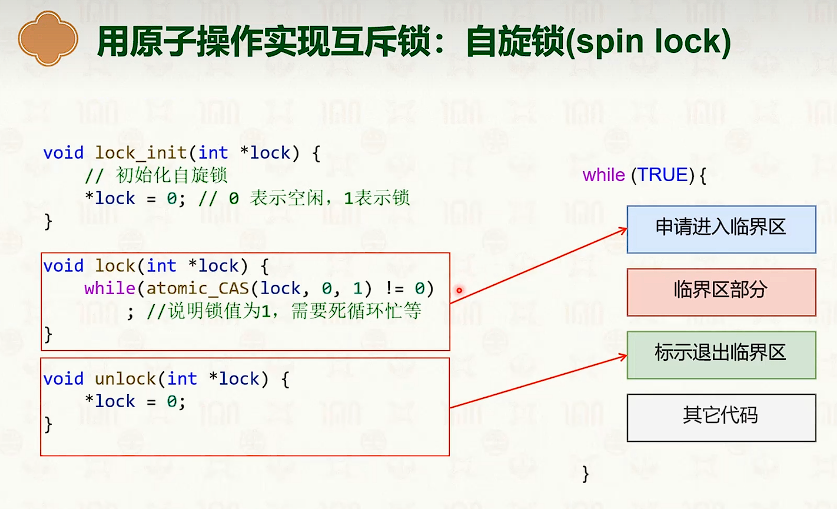 用原子操作实现互斥锁：自旋锁(spin lock)
void lock_init(int *lock) {
// 初始化自旋锁
*lock = 0; // 0 表示空闲，1表示锁
}
void lock(int *lock) {
while(atomic_CAS(lock, 0, 1) != 0)
; //说明锁值为1，需要死循环忙等
}
void unlock(int *lock) {
*lock = 0;
}
while (TRUE) {
申请进入临界区
临界区部分
标示退出临界区
其它代码
}